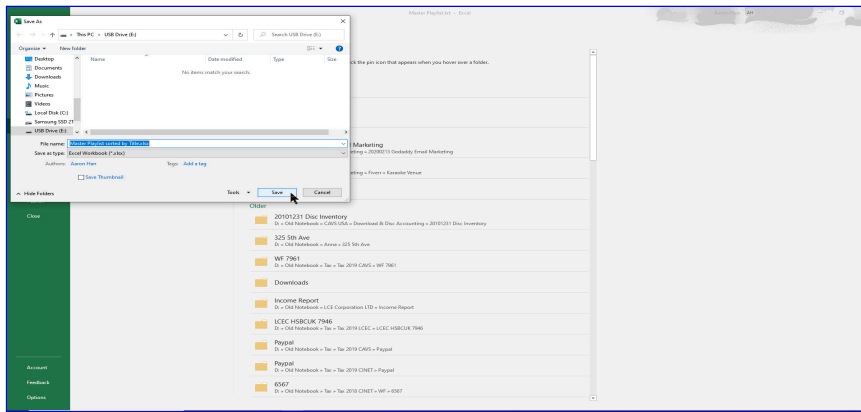 Master Playlist.txt - Excel
AH
Save As
This PC › USB Drive (E:)
Search USB Drive (E:)
Organize
New folder
Name
Date modified
Type
Size
No items match your search.
Desktop
Documents
Downloads
Music
Pictures
Videos
Local Disk (C:)
Samsung SSD 2T
USB Drive (E:)
File name: Master Playlist sorted by Title.xlsx
Save as type: Excel Workbook (*.xlsx)
Authors: Aaron Han
Tags: Add a tag
Save Thumbnail
Hide Folders
Tools
Save
Cancel
ck the pin icon that appears when you hover over a folder.
Marketing
eting » 20200213 Godaddy Email Marketing
eting » Fiverr » Karaoke Venue
Older
20101231 Disc Inventory
D: » Old Notebook » CAVS USA » Download & Disc Accounting » 20101231 Disc Inventory
325 5th Ave
D: » Old Notebook » Anna » 325 5th Ave
WF 7961
D: » Old Notebook » Tax » Tax 2019 CAVS » WF 7961
Downloads
Income Report
D: » Old Notebook » LCE Corporation LTD » Income Report
LCEC HSBCUK 7946
D: » Old Notebook » Tax » Tax 2019 LCEC » LCEC HSBCUK 7946
Paypal
D: » Old Notebook » Tax » Tax 2019 CAVS » Paypal
Paypal
D: » Old Notebook » Tax » Tax 2019 CINET » Paypal
6567
D: » Old Notebook » Tax » Tax 2018 CINET » WF » 6567
Close
Account
Feedback
Options